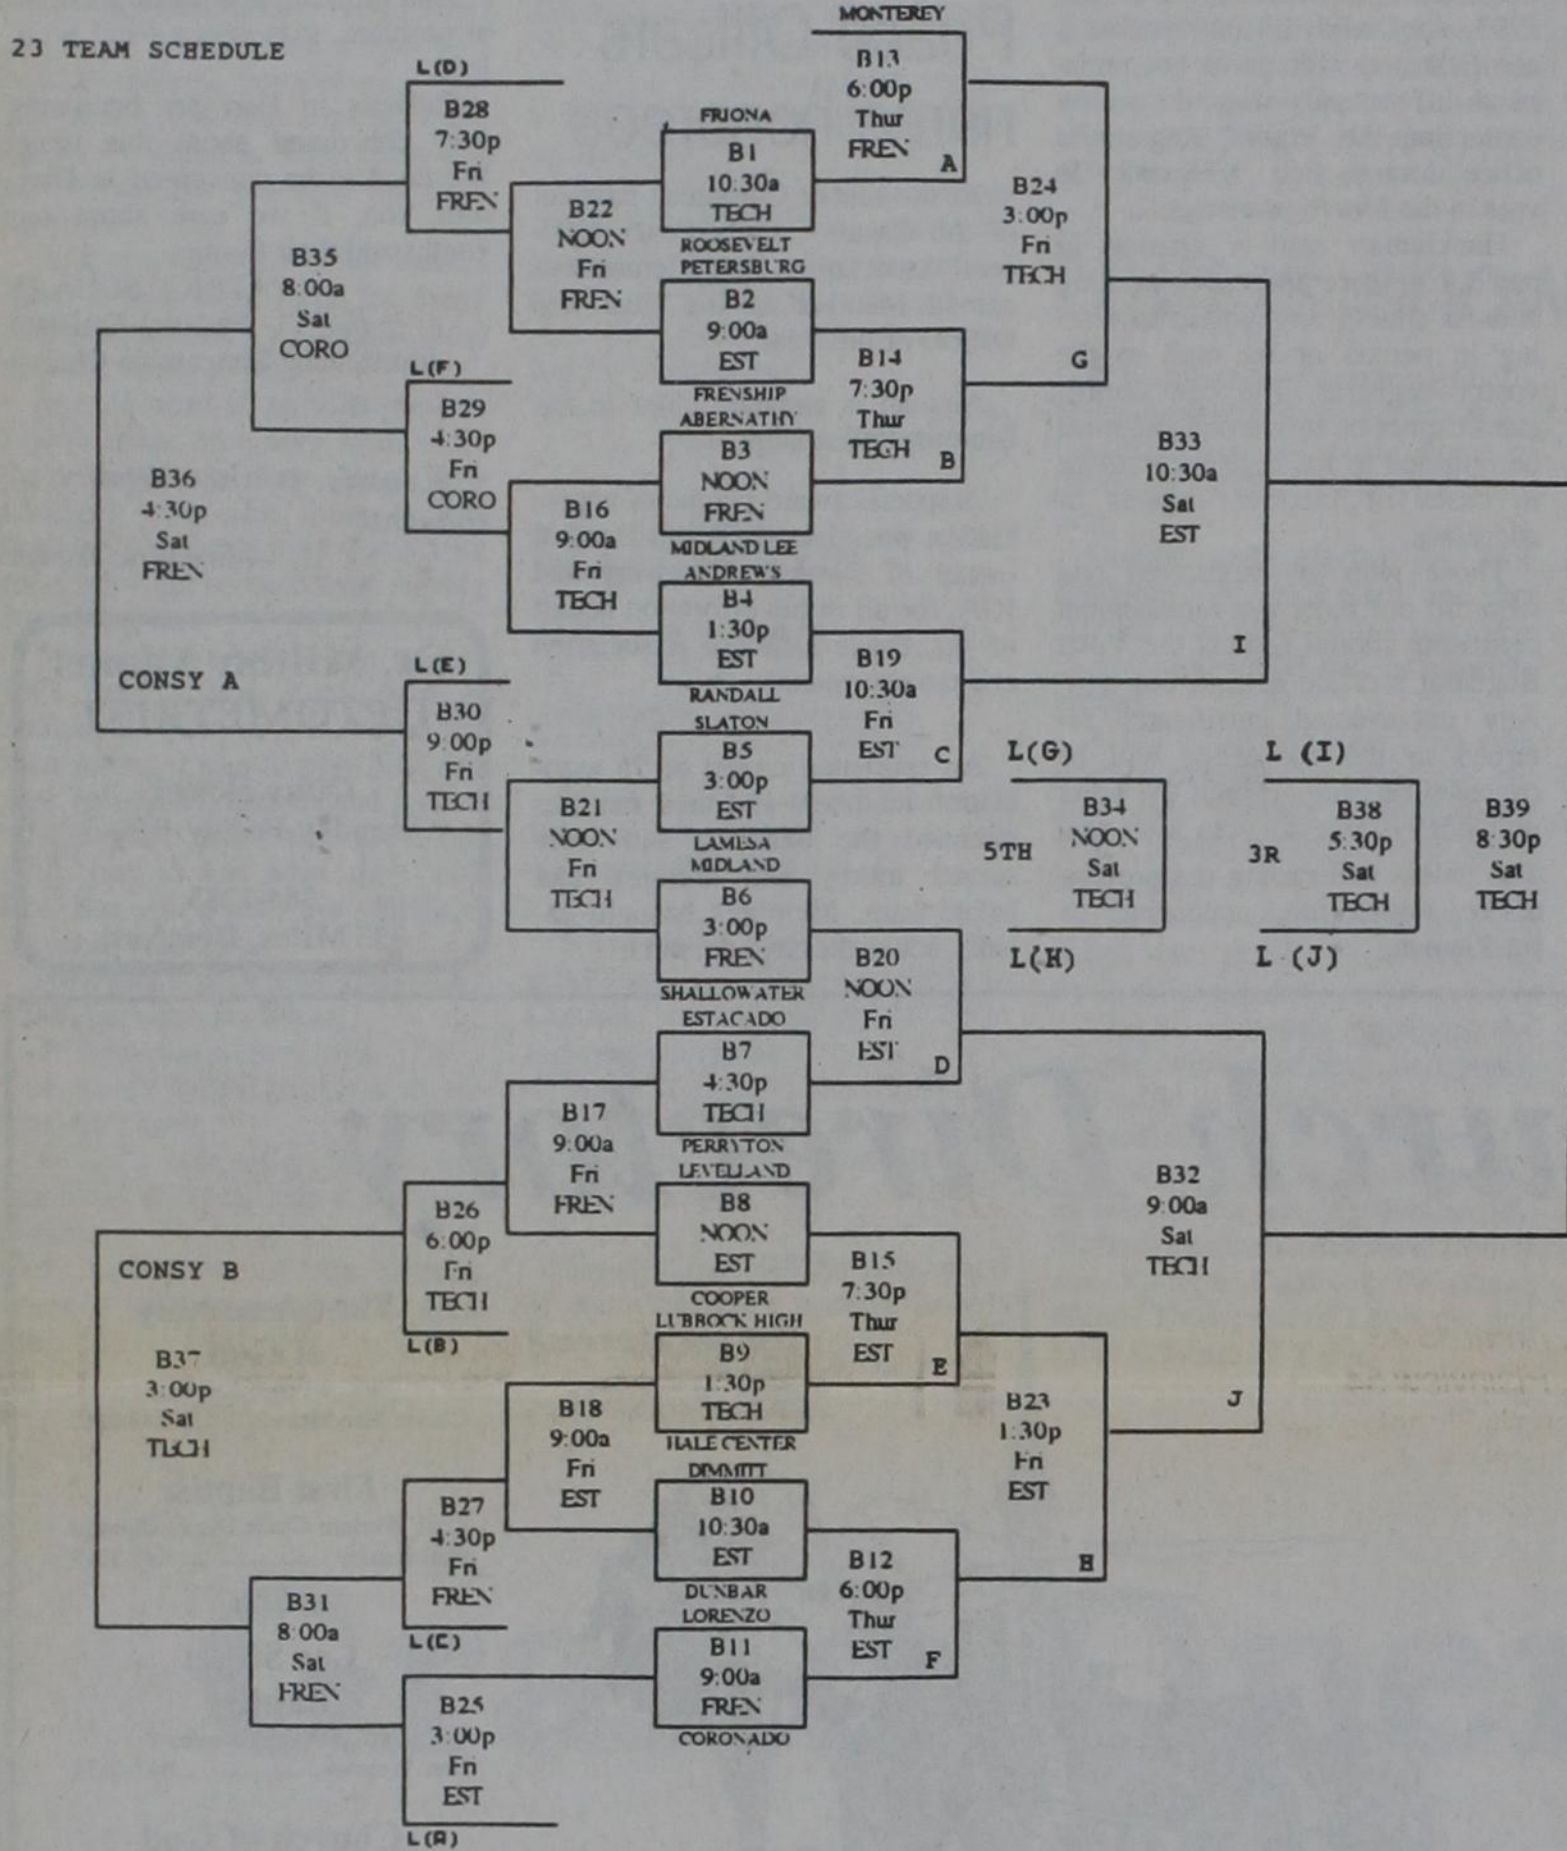 23 TEAM SCHEDULE
MONTEREY
B13
6:00p
Thur
FREN
A
L(D)
B28
7:30p
Fri
FREN
FRIONA
B1
10:30a
TECH
ROOSEVELT
B24
3:00p
Fri
TECH
G
B22
NOON
Fri
FREN
B35
8:00a
Sat
CORO
PETERSBURG
B2
9:00a
EST
FRENSHIP
B14
7:30p
Thur
TECH
B
L(F)
B29
4:30p
Fri
CORO
ABERNATHY
B3
NOON
FREN
MIDLAND LEE
B33
10:30a
Sat
EST
I
B36
4:30p
Sat
FREN
CONSY A
B16
9:00a
Fri
TECH
ANDREWS
B4
1:30p
EST
RANDALL
B19
10:30a
Fri
EST
C
L(E)
B30
9:00p
Fri
TECH
SLATON
B5
3:00p
EST
LAMESA
B21
NOON
Fri
TECH
L(G)
5TH
B34
NOON
Sat
TECH
L(H)
L (I)
3R
B38
5:30p
Sat
TECH
L (J)
B39
8:30p
Sat
TECH
MIDLAND
B6
3:00p
FREN
SHALLOWATER
B20
NOON
Fri
EST
D
ESTACADO
B7
4:30p
TECH
PERRYTON
B17
9:00a
Fri
FREN
LEVELLAND
B8
NOON
EST
COOPER
B26
6:00p
Fri
TECH
L(B)
B32
9:00a
Sat
TECH
J
CONSY B
B37
3:00p
Sat
TECH
B15
7:30p
Thur
EST
E
LUBBOCK HIGH
B9
1:30p
TECH
HALE CENTER
B18
9:00a
Fri
EST
B23
1:30p
Fri
EST
H
DIMMITT
B10
10:30a
EST
DUNBAR
B27
4:30p
Fri
FREN
L(C)
B12
6:00p
Thur
EST
F
B31
8:00a
Sat
FREN
LORENZO
B11
9:00a
FREN
CORONADO
B25
3:00p
Fri
EST
L(A)